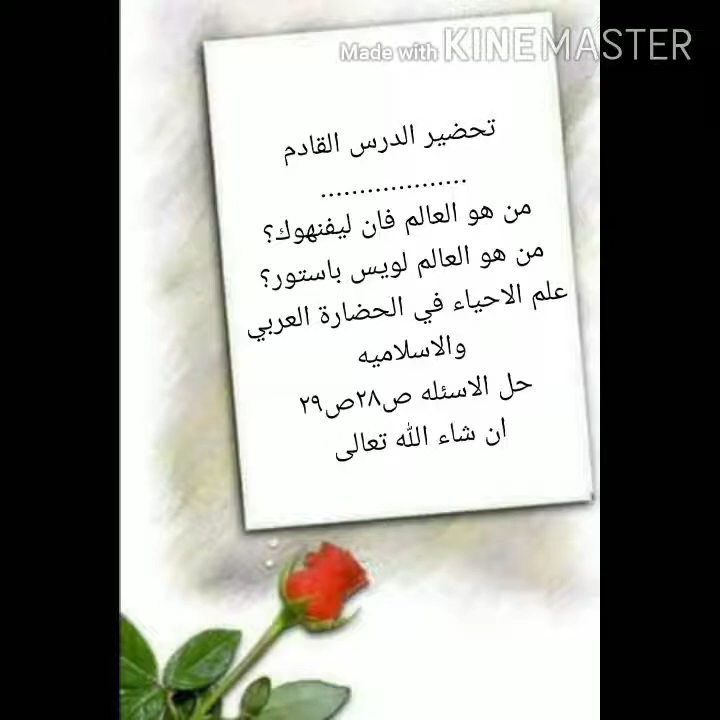 Made with KINEMASTER
تحضير الدرس القادم
...................
من هو العالم فان ليفنهوك؟
من هو العالم لويس باستور؟
علم الاحياء في الحضارة العربي
والاسلاميه
حل الاسئله ص٢٨ص٢٩
ان شاء الله تعالى